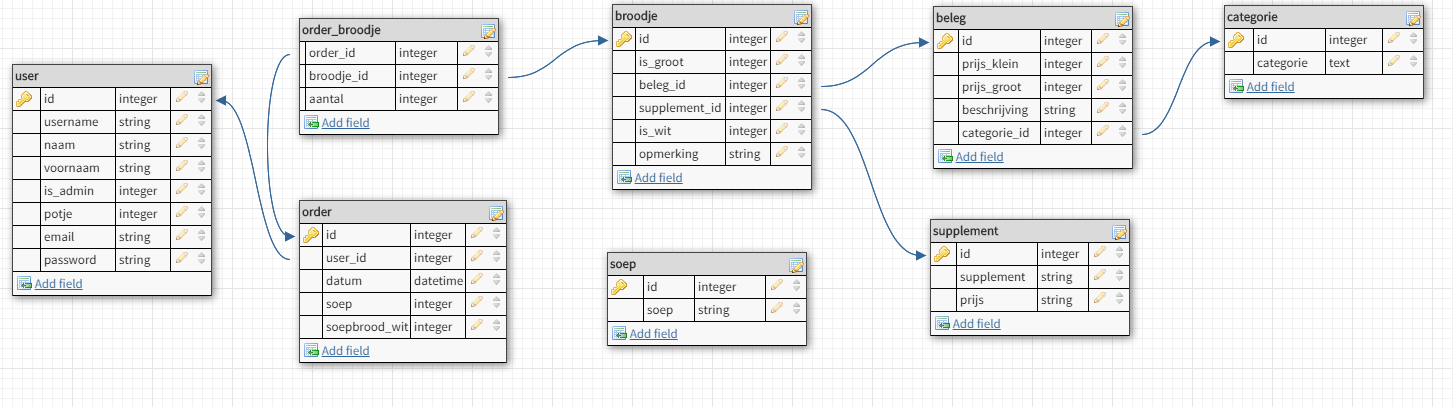 user
id integer
username string
naam string
voornaam string
is_admin integer
potje integer
email string
password string
Add field
order_broodje
order_id integer
broodje_id integer
aantal integer
Add field
order
id integer
user_id integer
datum datetime
soep integer
soepbrood_wit integer
Add field
broodje
id integer
is_groot integer
beleg_id integer
supplement_id integer
is_wit integer
opmerking string
Add field
soep
id integer
soep string
Add field
beleg
id integer
prijs_klein integer
prijs_groot integer
beschrijving string
categorie_id integer
Add field
supplement
id integer
supplement string
prijs string
Add field
categorie
id integer
categorie text
Add field